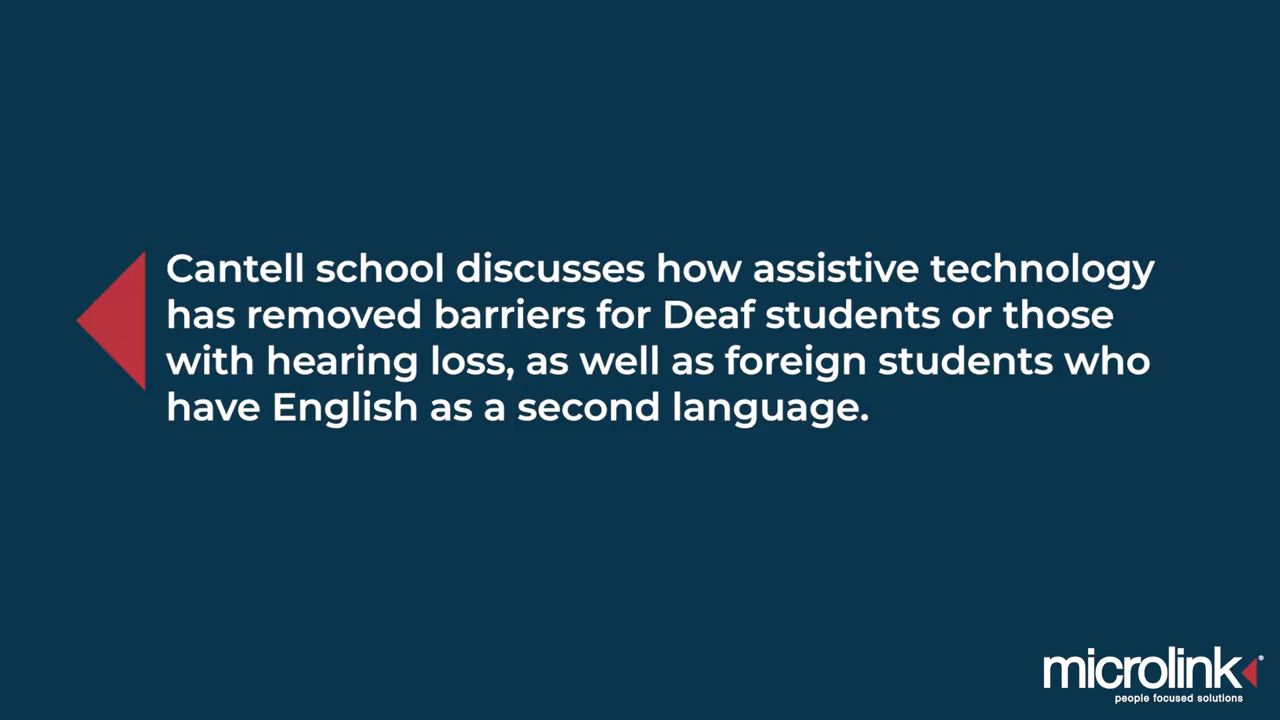 Cantell school discusses how assistive technology
has removed barriers for Deaf students or those
with hearing loss, as well as foreign students who
have English as a second language.
microlink®
people focused solutions